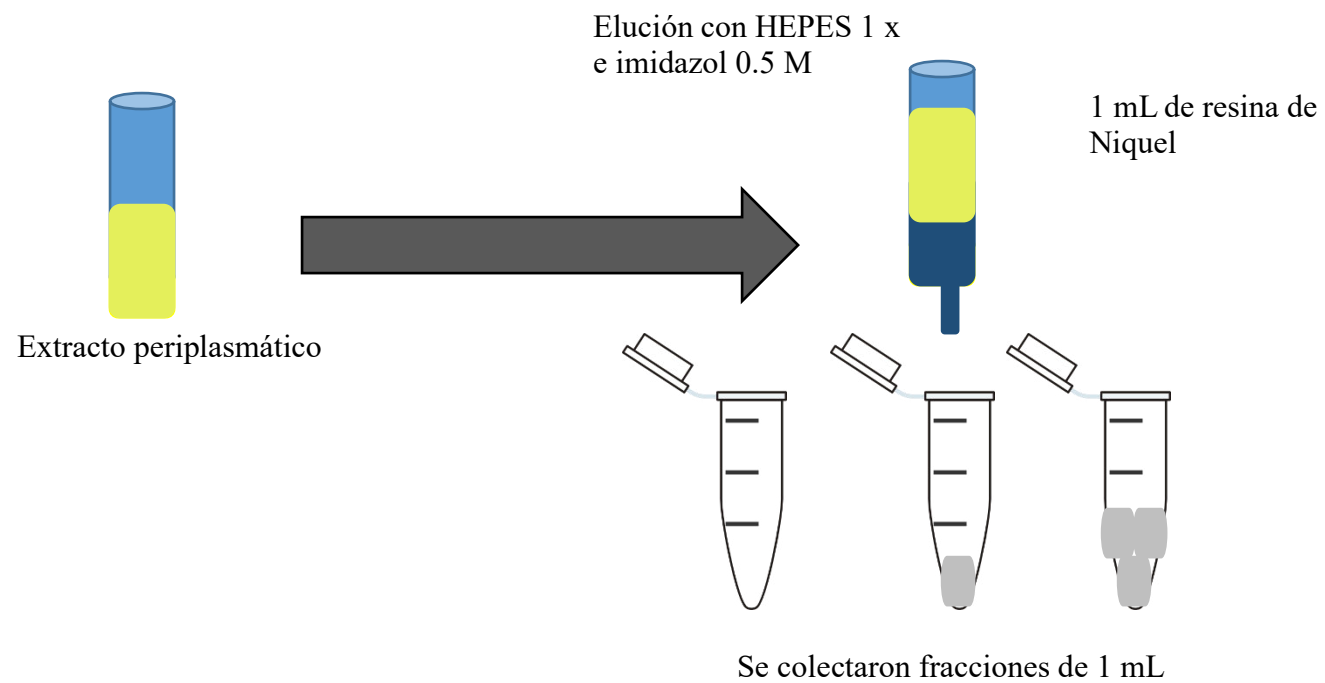 Elución con HEPES 1 x
e imidazol 0.5 M
1 mL de resina de
Niquel
Extracto periplasmático
Se colectaron fracciones de 1 mL